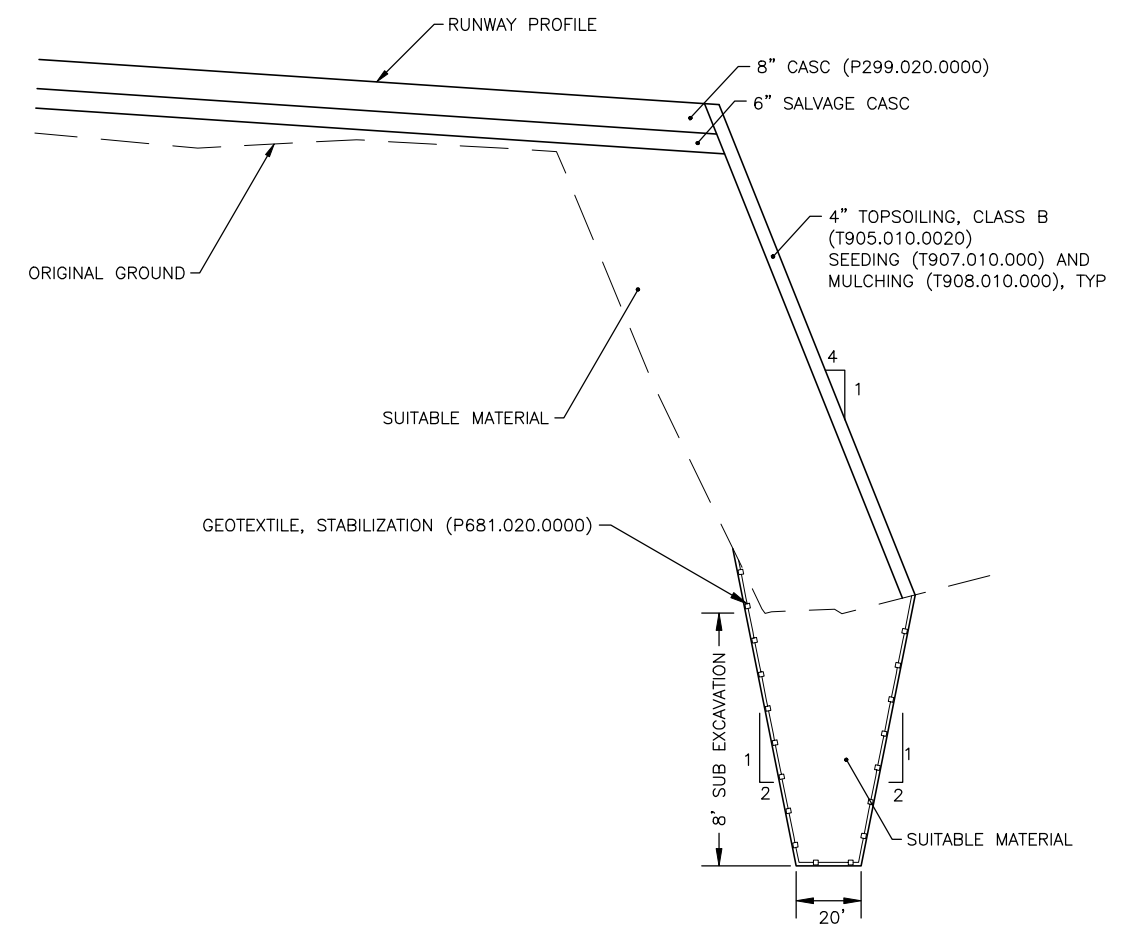 RUNWAY PROFILE
8" CASC (P299.020.0000)
6" SALVAGE CASC
4" TOPSOILING, CLASS B
(T905.010.0020)
SEEDING (T907.010.000) AND
MULCHING (T908.010.000), TYP
ORIGINAL GROUND
4
1
SUITABLE MATERIAL
GEOTEXTILE, STABILIZATION (P681.020.0000)
8' SUB EXCAVATION
1
2
1
2
SUITABLE MATERIAL
20'